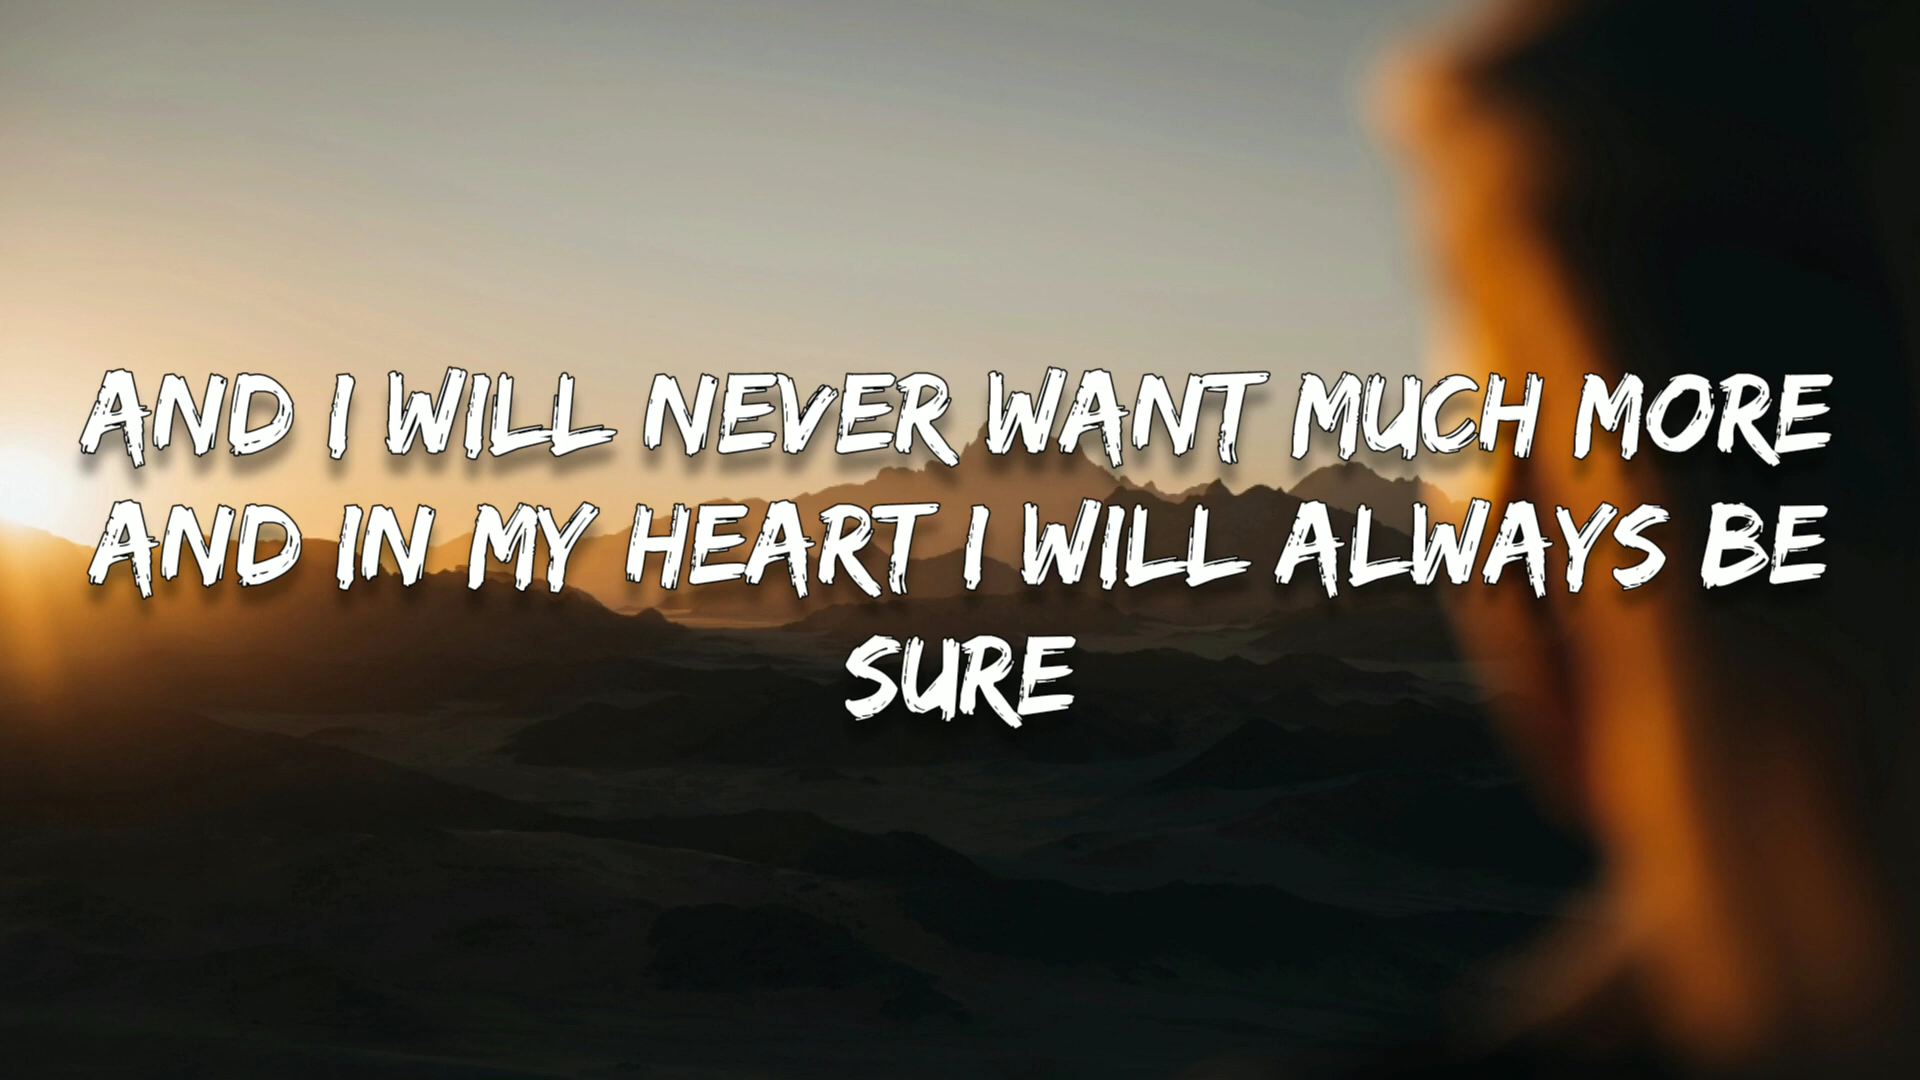 AND I WILL NEVER WANT MUCH MORE
AND IN MY HEART I WILL ALWAYS BE
SURE